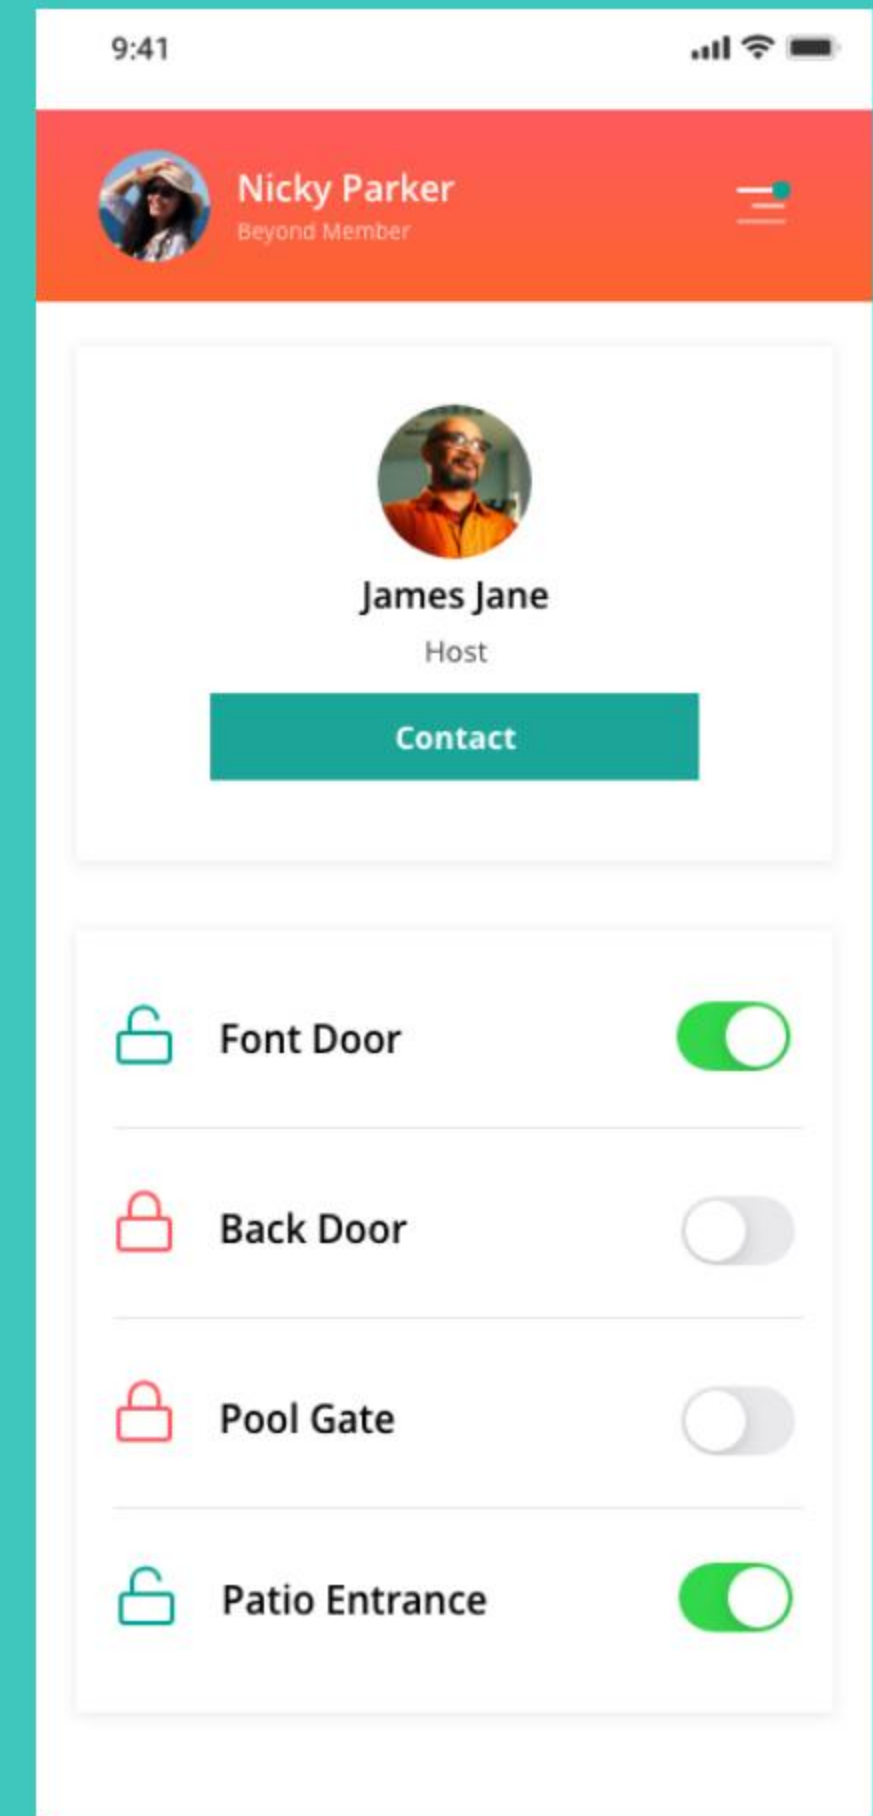 9:41
Nicky Parker
Beyond Member
James Jane
Host
Contact
Font Door
Back Door
Pool Gate
Patio Entrance